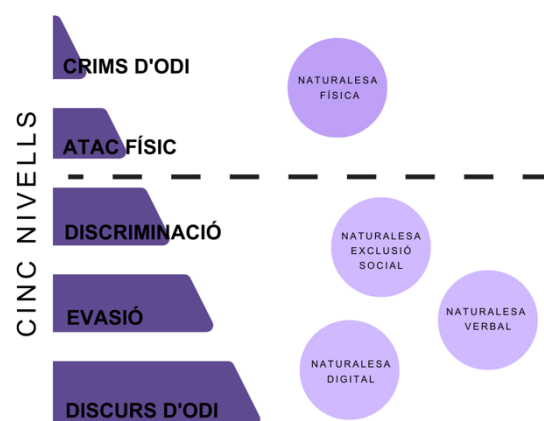 CINC NIVELLS
CRIMS D'ODI
ATAC FÍSIC
DISCRIMINACIÓ
EVASIÓ
DISCURS D'ODI
NATURALESA
FÍSICA
NATURALESA
EXCLUSIÓ
SOCIAL
NATURALESA
VERBAL
NATURALESA
DIGITAL